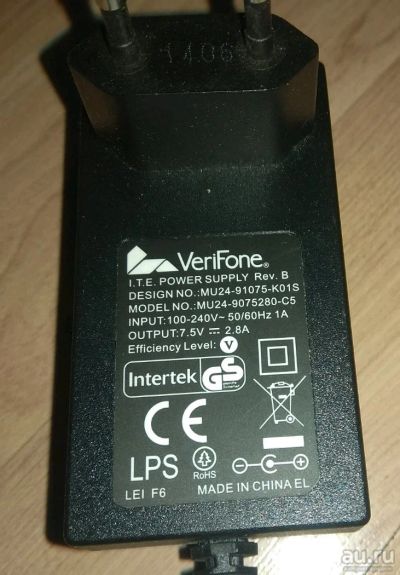 1406
VeriFone®
I.T.E. POWER SUPPLY Rev. B
DESIGN NO.:MU24-91075-K01S
MODEL NO.:MU24-9075280-C5
INPUT:100-240V~ 50/60Hz 1A
OUTPUT:7.5V ⎓ 2.8A
Efficiency Level: V
Intertek GS
CE
LPS RoHS
LEI F6 MADE IN CHINA EL
au.ru